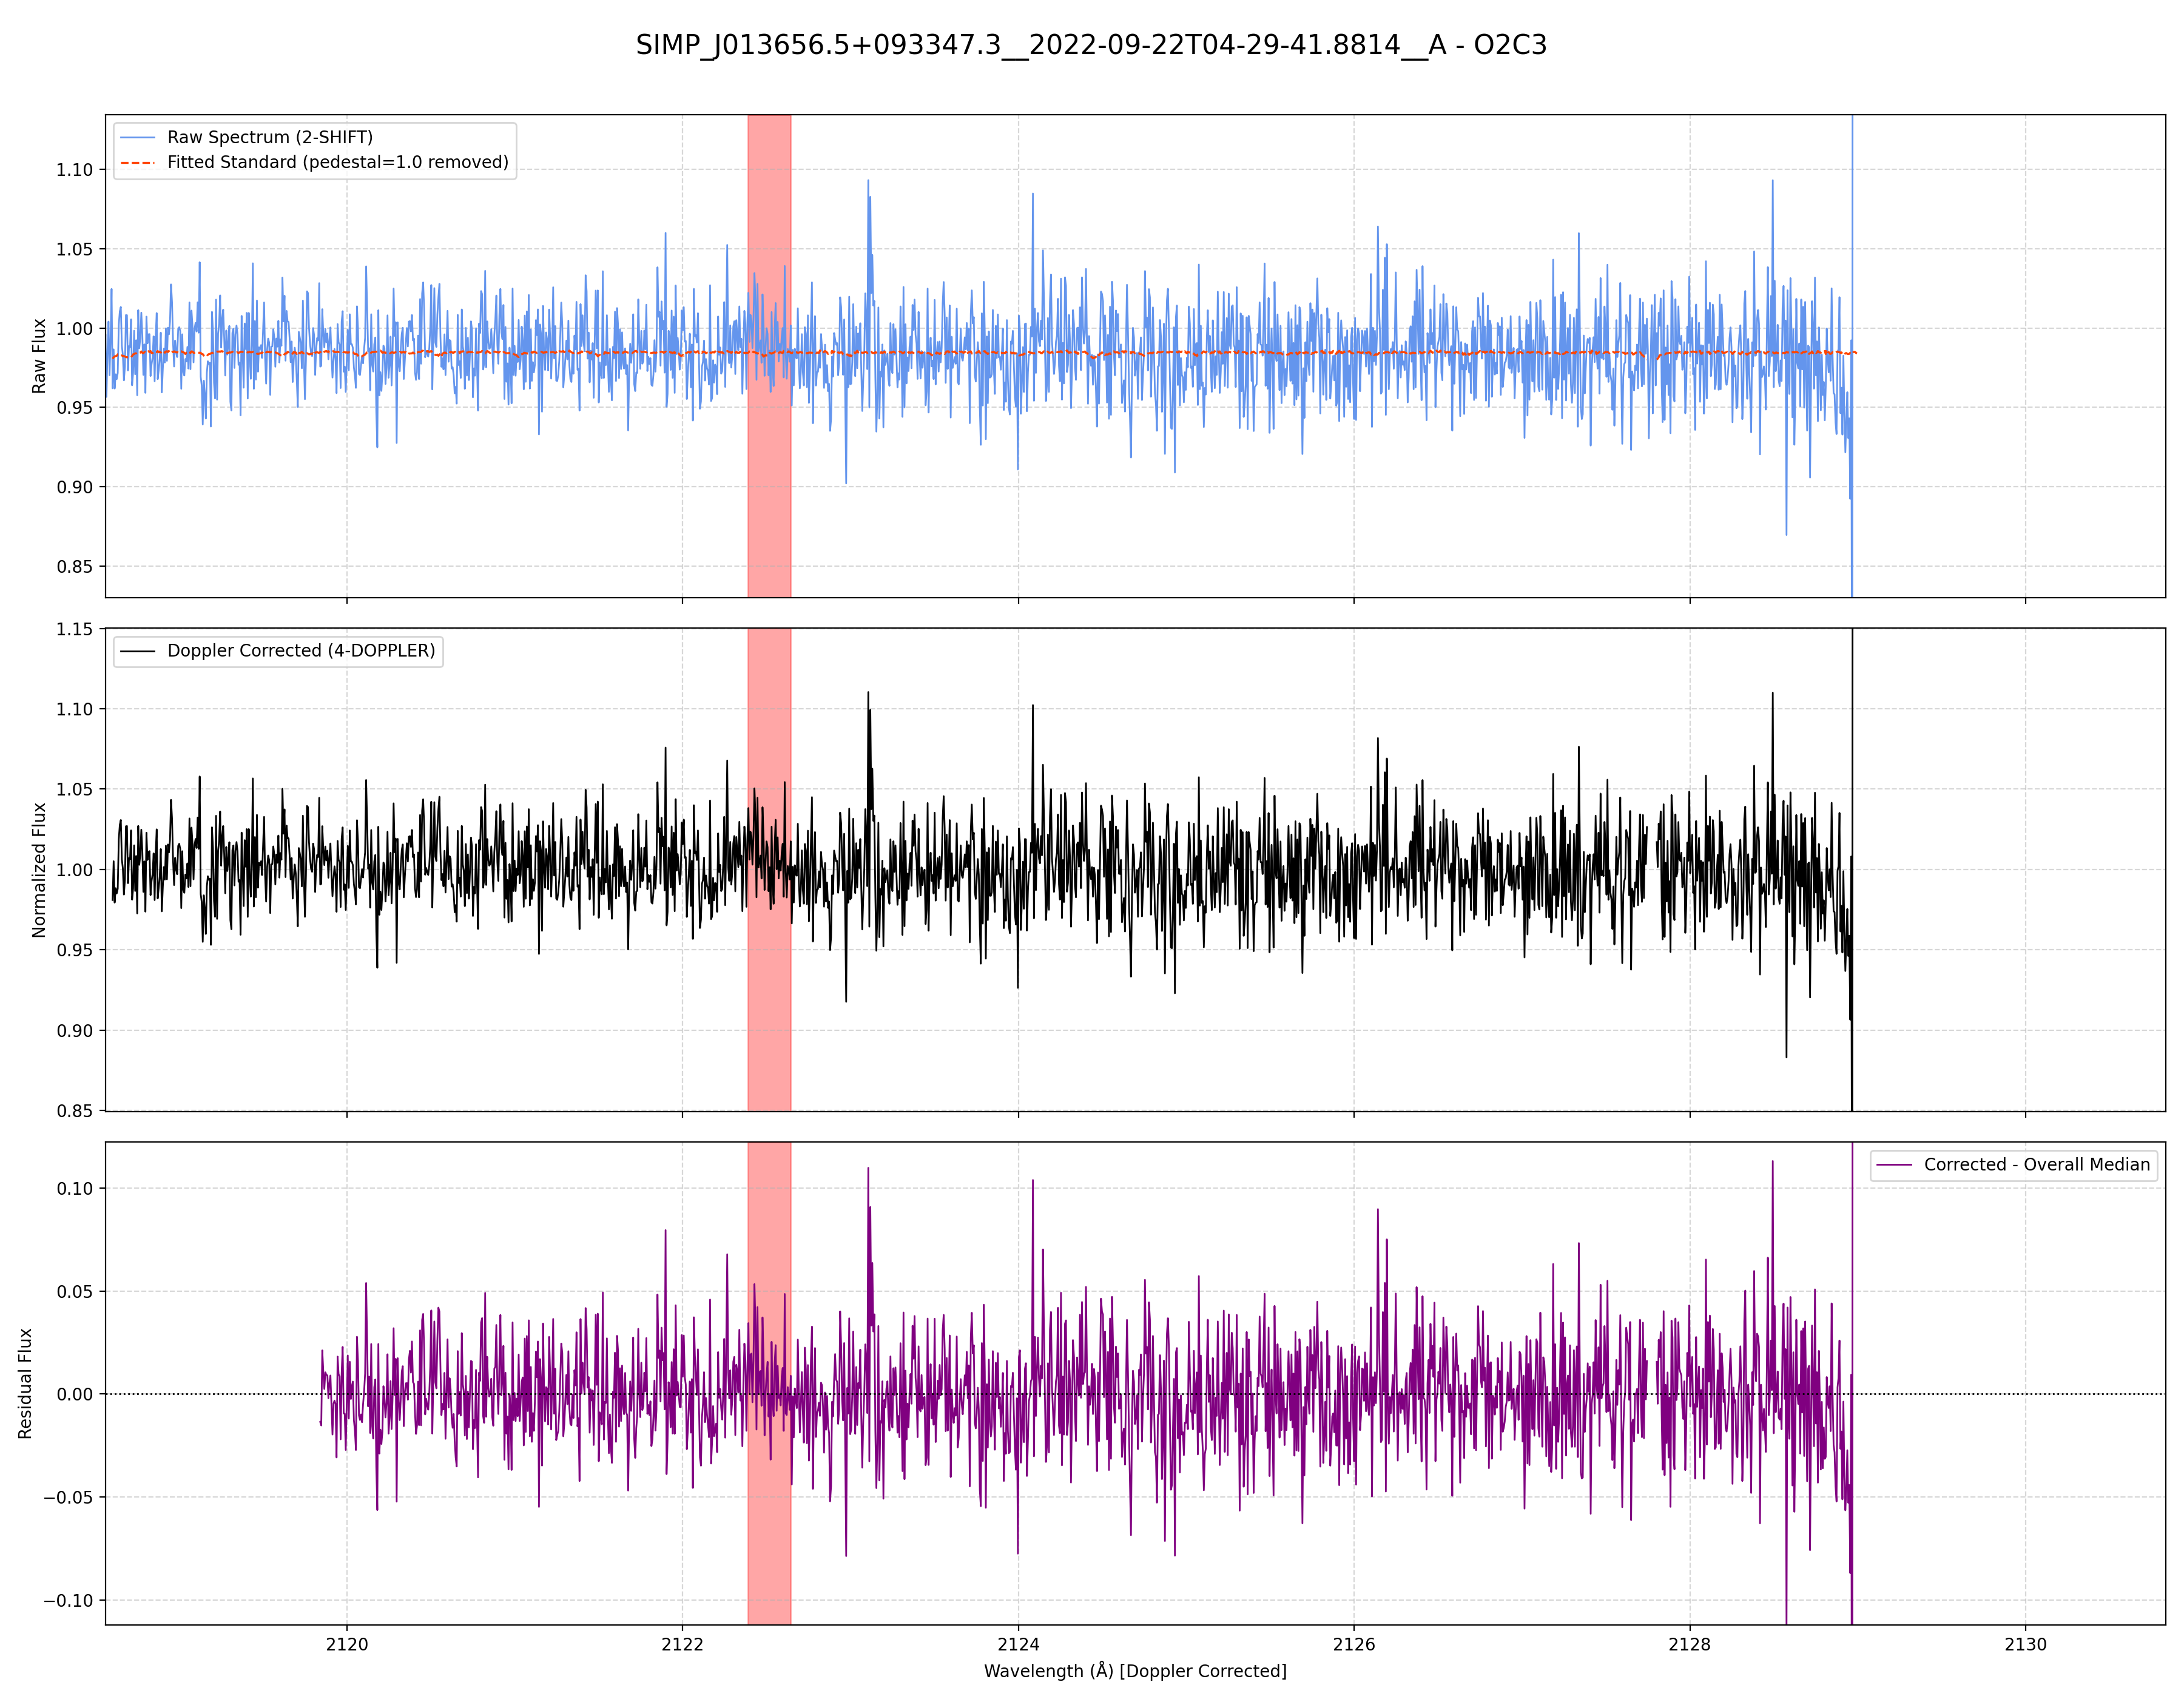 SIMP_J013656.5+093347.3__2022-09-22T04-29-41.8814__A - O2C3
Raw Spectrum (2-SHIFT)
Fitted Standard (pedestal=1.0 removed)
Raw Flux
1.10
1.05
1.00
0.95
0.90
0.85
Doppler Corrected (4-DOPPLER)
Normalized Flux
1.15
1.10
1.05
1.00
0.95
0.90
0.85
Corrected - Overall Median
Residual Flux
0.10
0.05
0.00
−0.05
−0.10
2120 2122 2124 2126 2128 2130
Wavelength (Å) [Doppler Corrected]